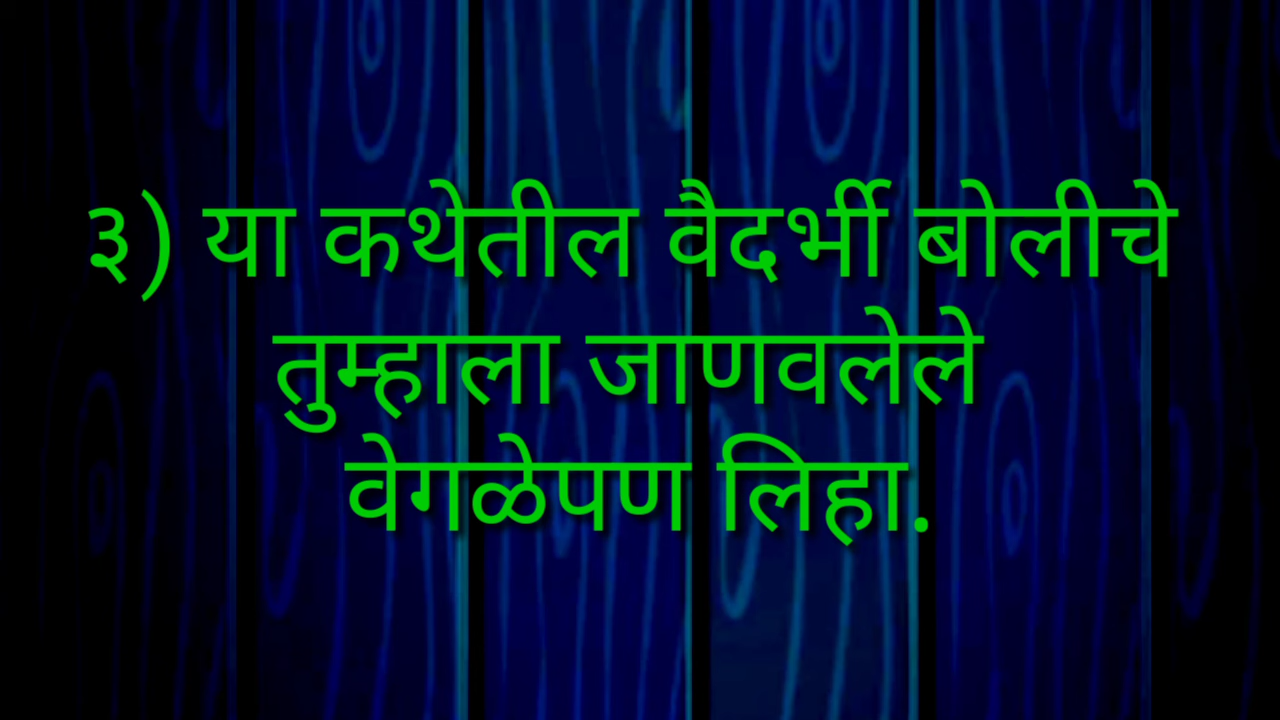 ३) या कथेतील वैदर्भी बोलीचे
तुम्हाला जाणवलेले
वेगळेपण लिहा.